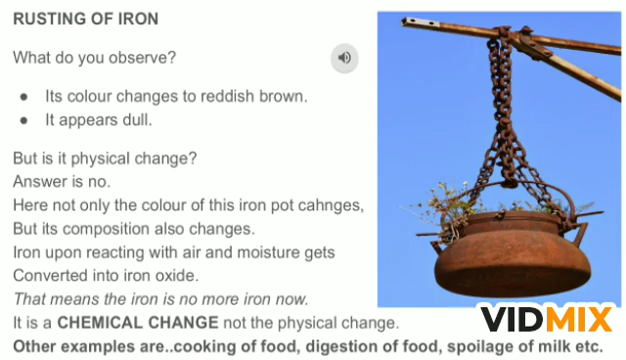 RUSTING OF IRON
What do you observe?
● Its colour changes to reddish brown.
● It appears dull.
But is it physical change?
Answer is no.
Here not only the colour of this iron pot cahnges,
But its composition also changes.
Iron upon reacting with air and moisture gets
Converted into iron oxide.
That means the iron is no more iron now.
It is a CHEMICAL CHANGE not the physical change.
Other examples are..cooking of food, digestion of food, spoilage of milk etc.
VIDMIX